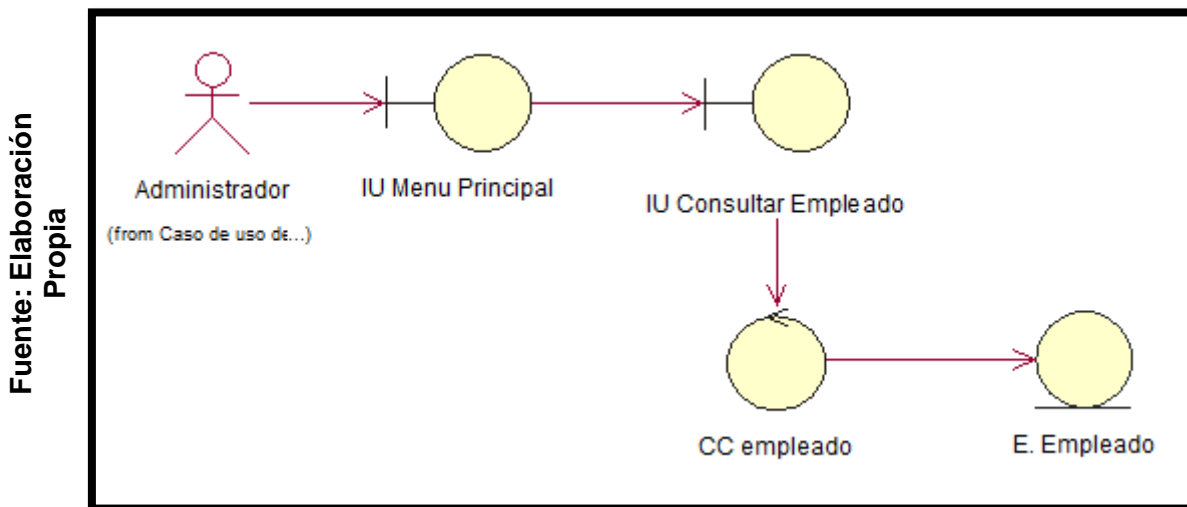 Fuente: Elaboración
Propia
Administrador
(from Caso de uso de...)
IU Menu Principal
IU Consultar Empleado
CC empleado
E. Empleado